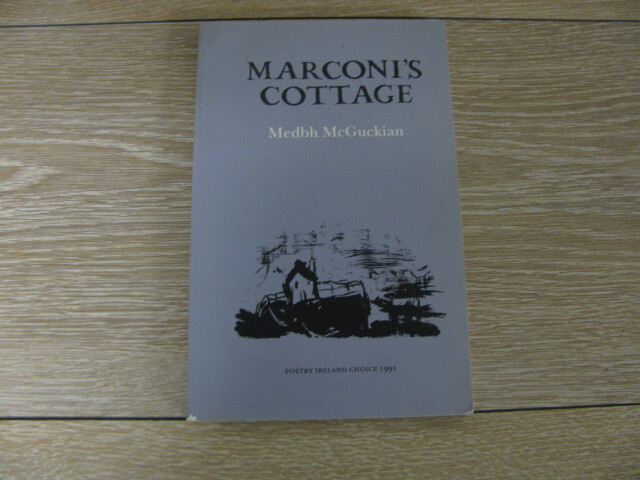 MARCONI'S
COTTAGE
Medbh McGuckian
POETRY IRELAND CHOICE 1991